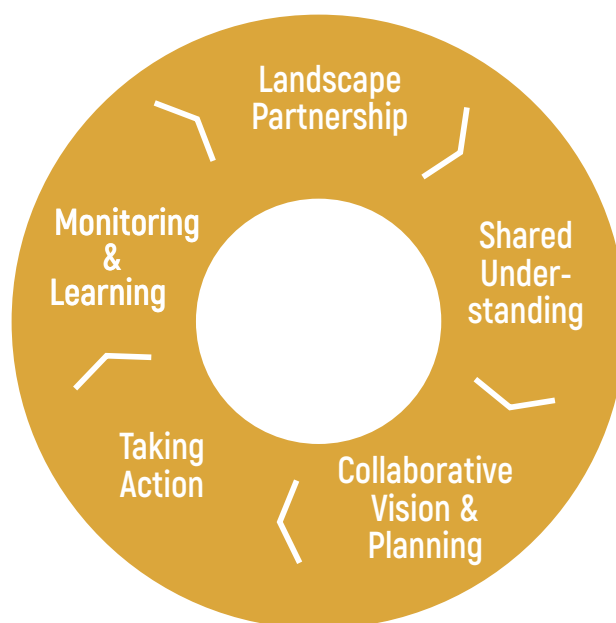 Landscape
Partnership
Shared
Under-
standing
Collaborative
Vision &
Planning
Taking
Action
Monitoring
&
Learning